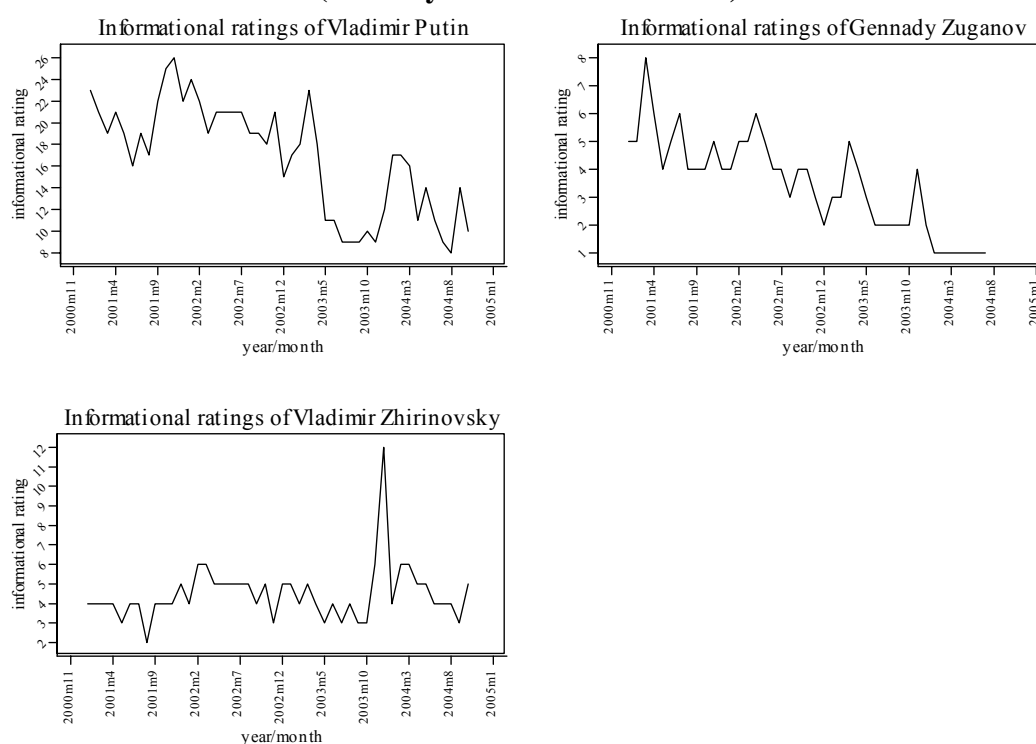 Informational ratings of Vladimir Putin
informational rating
26
24
22
20
18
16
14
12
10
8
2000m11
2001m4
2001m9
2002m2
2002m7
2002m12
2003m5
2003m10
2004m3
2004m8
2005m1
year/month
Informational ratings of Gennady Zuganov
informational rating
8
7
6
5
4
3
2
1
2000m11
2001m4
2001m9
2002m2
2002m7
2002m12
2003m5
2003m10
2004m3
2004m8
2005m1
year/month
Informational ratings of Vladimir Zhirinovsky
informational rating
12
11
10
9
8
7
6
5
4
3
2
2000m11
2001m4
2001m9
2002m2
2002m7
2002m12
2003m5
2003m10
2004m3
2004m8
2005m1
year/month